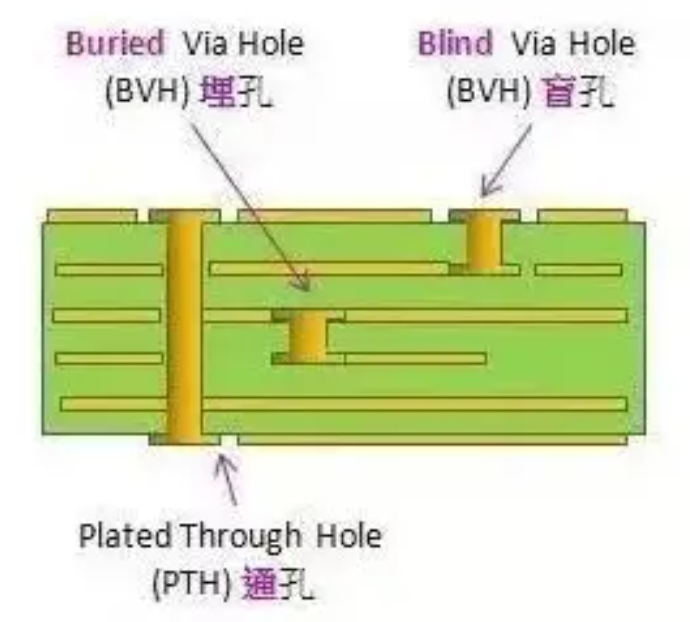 Buried Via Hole
(BVH) 埋孔
Blind Via Hole
(BVH) 盲孔
Plated Through Hole
(PTH) 通孔